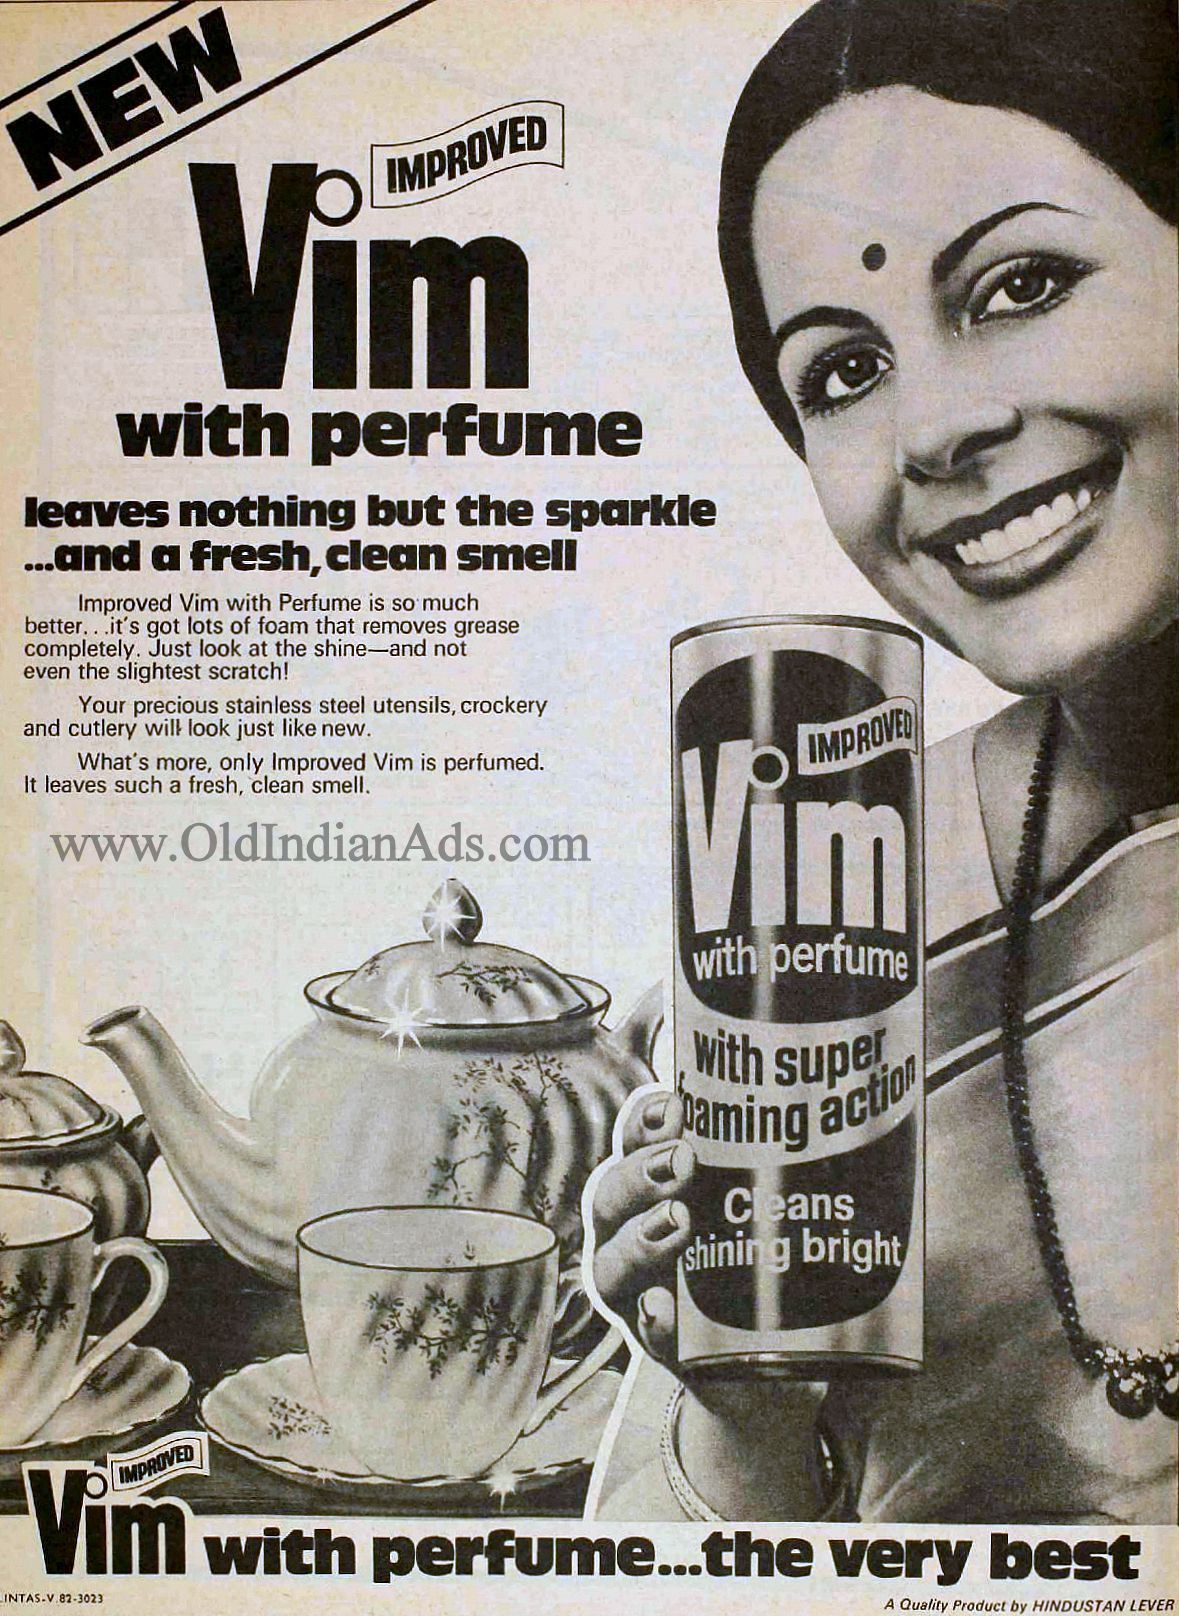 NEW
IMPROVED
Vim
with perfume
leaves nothing but the sparkle
...and a fresh, clean smell
Improved Vim with Perfume is so much
better...it's got lots of foam that removes grease
completely. Just look at the shine—and not
even the slightest scratch!
Your precious stainless steel utensils, crockery
and cutlery will look just like new.
What's more, only Improved Vim is perfumed.
It leaves such a fresh, clean smell.
www.OldIndianAds.com
IMPROVED
Vim
with perfume
with super
foaming action
Cleans
shining bright
IMPROVED
Vim with perfume...the very best
LINTAS-V 82-3023
A Quality Product by HINDUSTAN LEVER